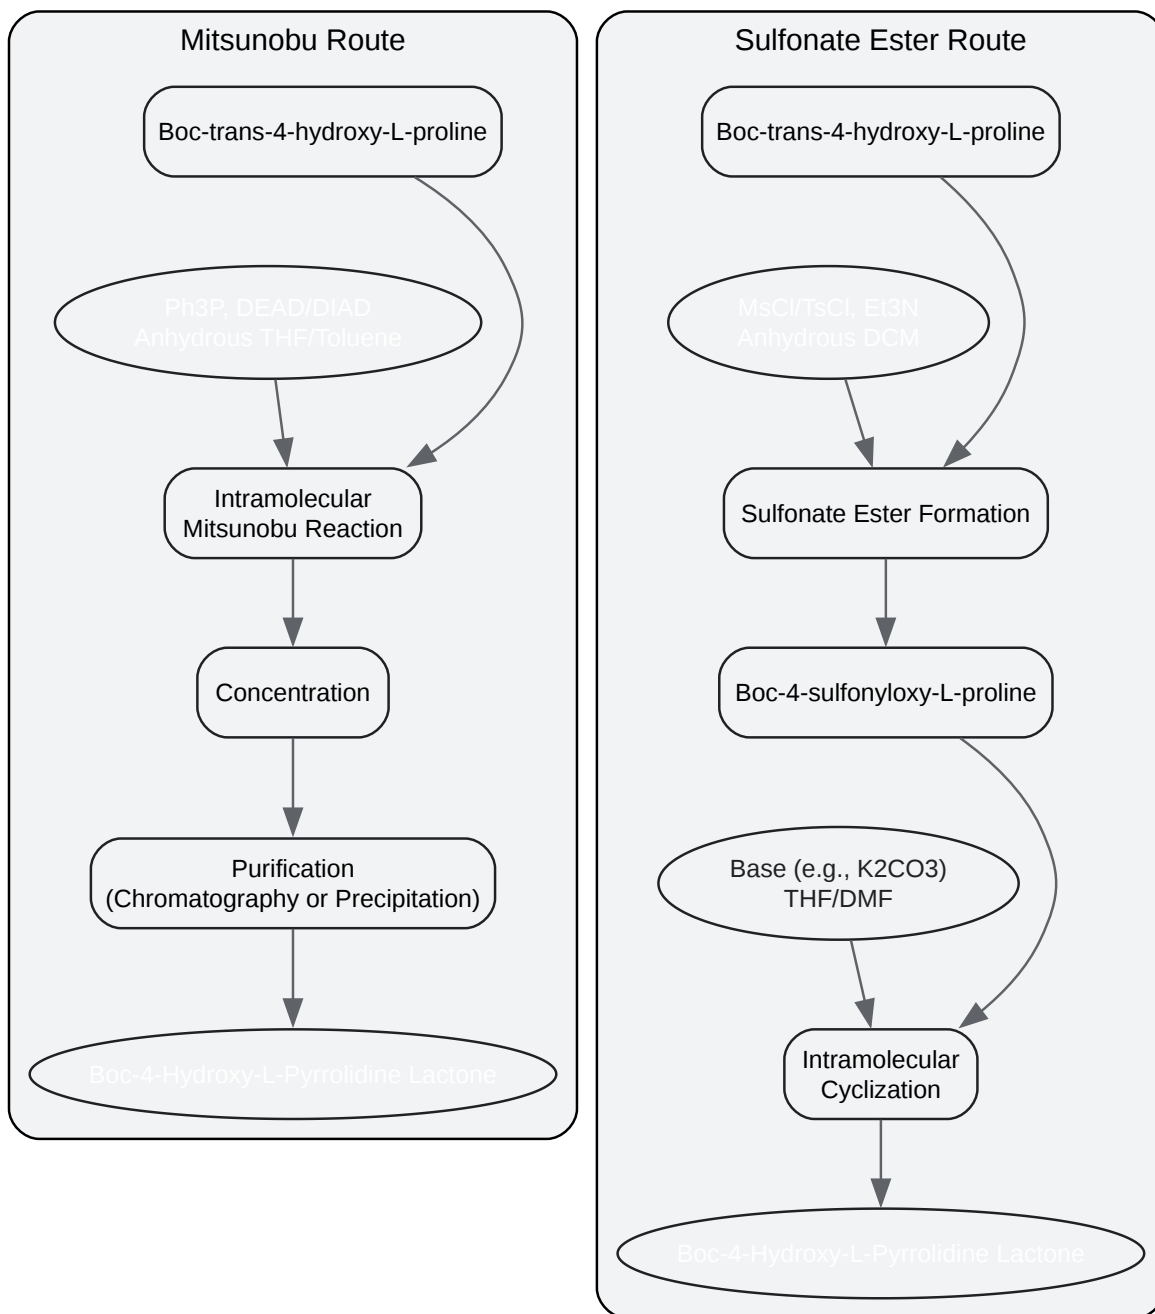 Mitsunobu Route
Boc-trans-4-hydroxy-L-proline
Ph3P, DEAD/DIAD
Anhydrous THF/Toluene
Intramolecular
Mitsunobu Reaction
Concentration
Purification
(Chromatography or Precipitation)
Boc-4-Hydroxy-L-Pyrrolidine Lactone
Sulfonate Ester Route
Boc-trans-4-hydroxy-L-proline
MsCl/TsCl, Et3N
Anhydrous DCM
Sulfonate Ester Formation
Boc-4-sulfonyloxy-L-proline
Base (e.g., K2CO3)
THF/DMF
Intramolecular
Cyclization
Boc-4-Hydroxy-L-Pyrrolidine Lactone